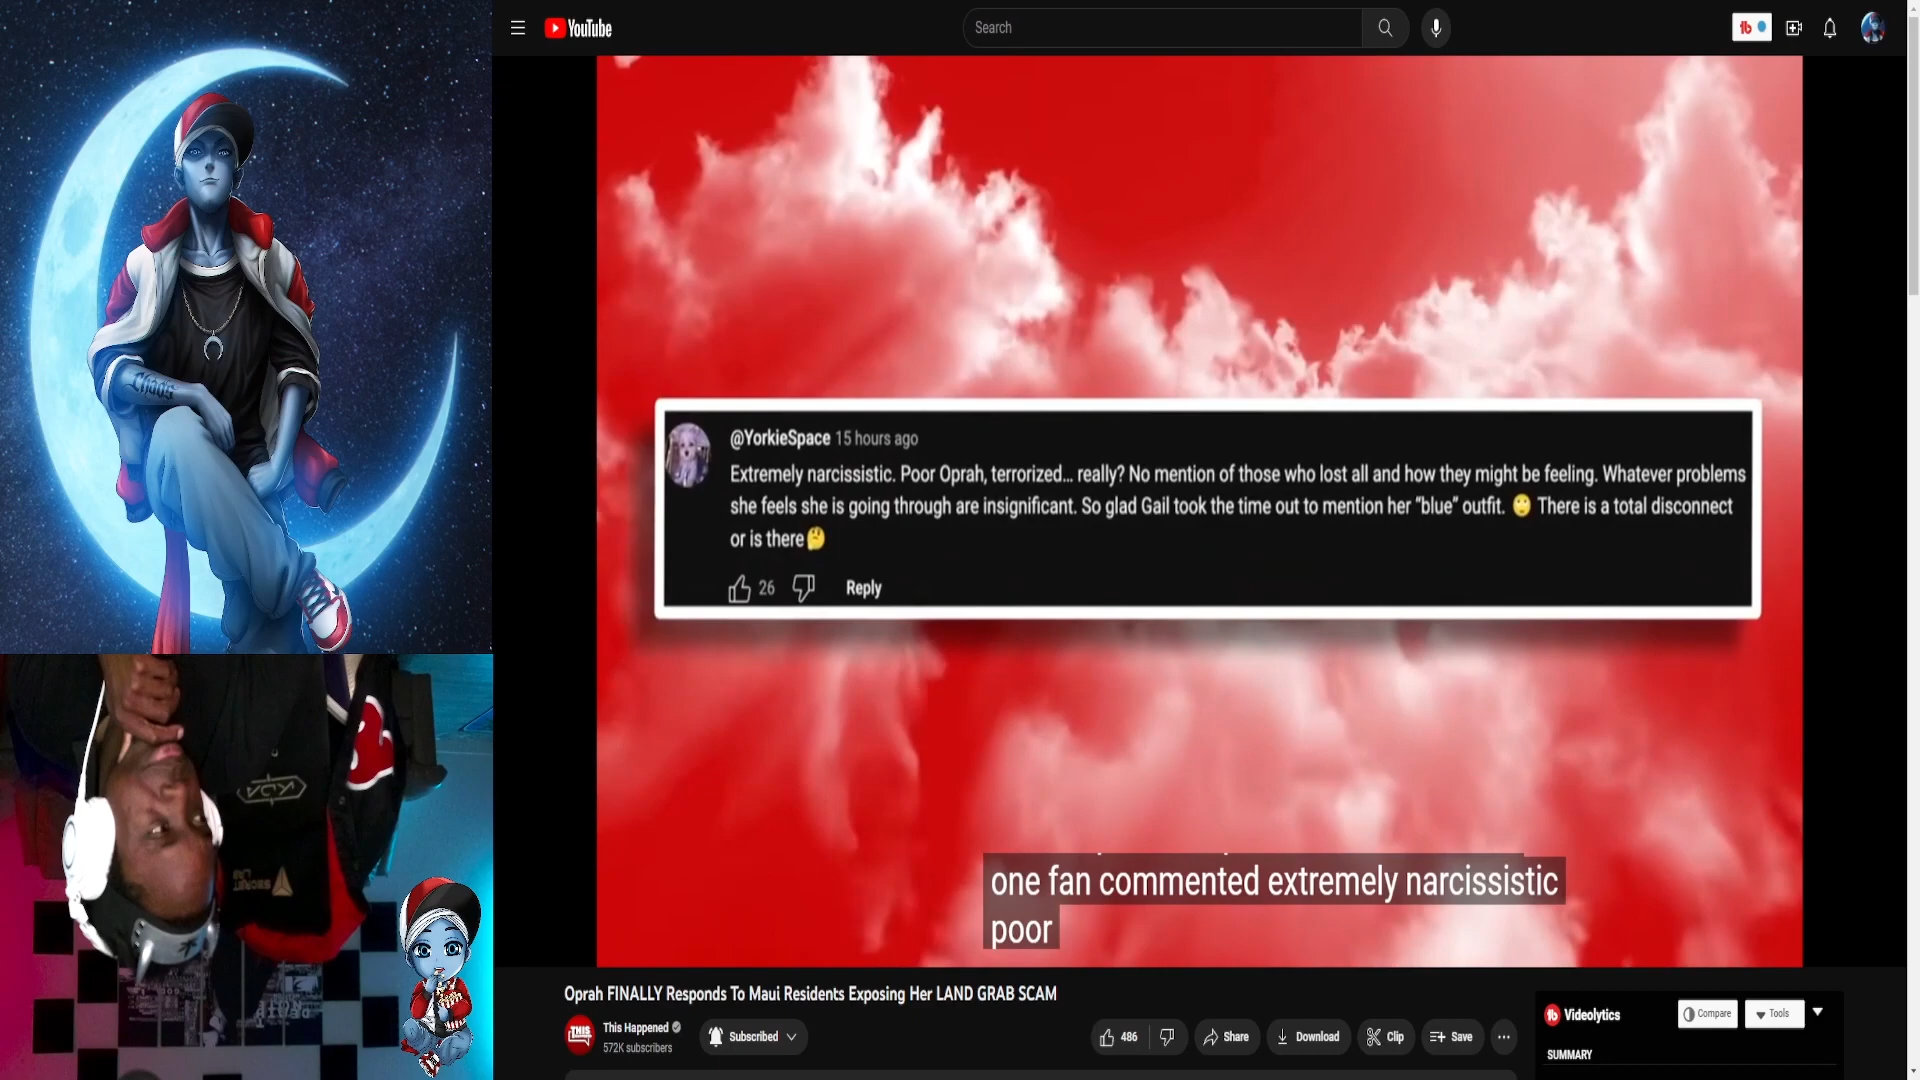 YouTube
Search
Chaos
@YorkieSpace 15 hours ago
Extremely narcissistic. Poor Oprah, terrorized... really? No mention of those who lost all and how they might be feeling. Whatever problems
she feels she is going through are insignificant. So glad Gail took the time out to mention her “blue” outfit. 🙄 There is a total disconnect
or is there🤔
26 Reply
one fan commented extremely narcissistic
poor
Oprah FINALLY Responds To Maui Residents Exposing Her LAND GRAB SCAM
THIS
This Happened
572K subscribers
Subscribed
486
Share
Download
Clip
Save
Videolytics
Compare
Tools
SUMMARY